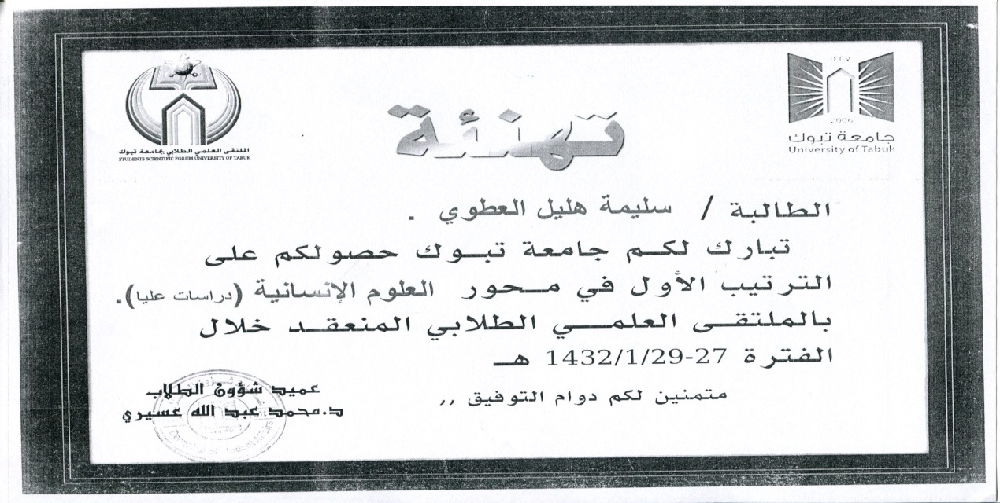 ١٤٢٧
2006
جامعة تبوك
University of Tabuk
الملتقى العلمي الطلابي بجامعة تبوك
STUDENTS SCIENTIFIC FORUM UNIVERSITY OF TABUK
تهنئة
الطالبة / سليمة هليل العطوي .
تبارك لكم جامعة تبوك حصولكم على
الترتيب الأول في محور العلوم الإنسانية (دراسات عليا).
بالملتقى العلمي الطلابي المنعقد خلال
الفترة 27-1432/1/29 هـ
متمنين لكم دوام التوفيق ,,
عميد شؤون الطلاب
د.محمد عبد الله عسيري